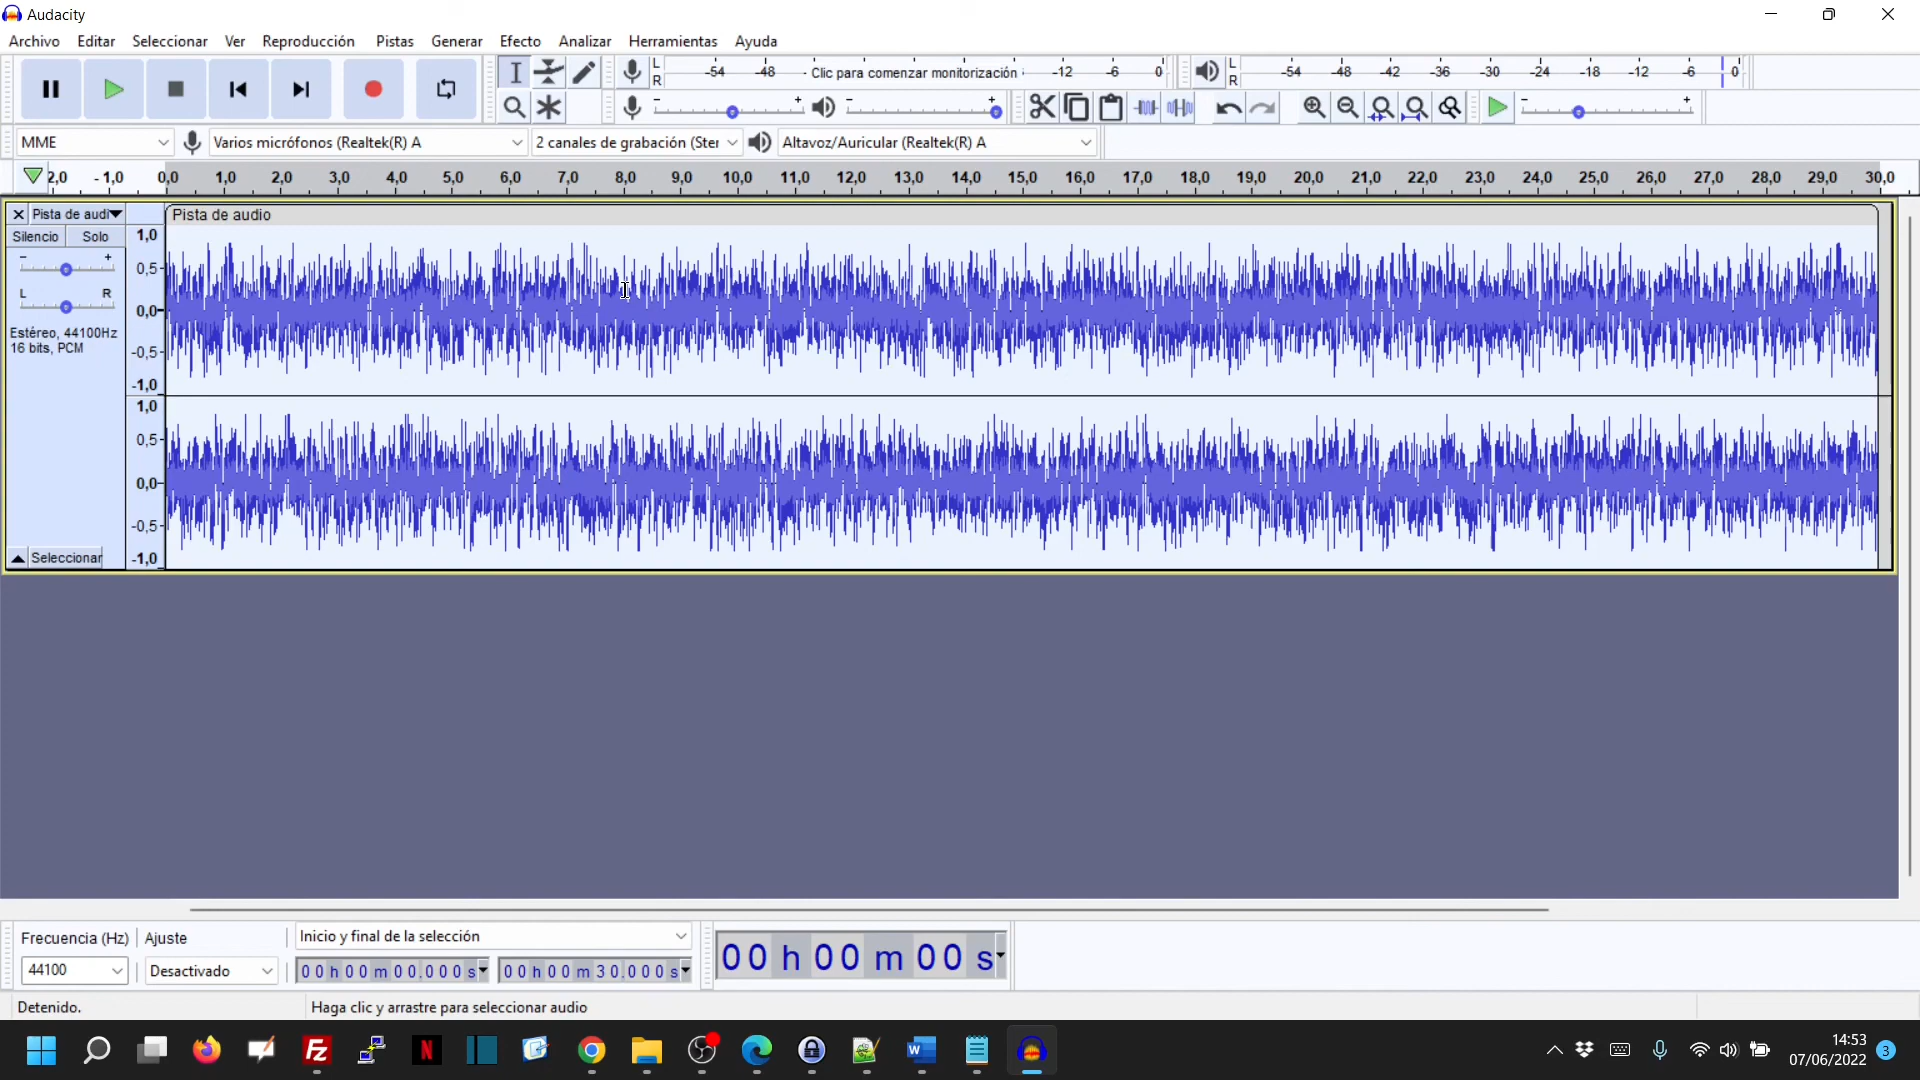 Audacity
Archivo Editar Seleccionar Ver Reproducción Pistas Generar Efecto Analizar Herramientas Ayuda
L R -54 -48 - Clic para comenzar monitorización -12 -6 0
L R -54 -48 -42 -36 -30 -24 -18 -12 -6 0
- + - + - +
MME Varios micrófonos (Realtek(R) A 2 canales de grabación (Ster Altavoz/Auricular (Realtek(R) A
2,0 -1,0 0,0 1,0 2,0 3,0 4,0 5,0 6,0 7,0 8,0 9,0 10,0 11,0 12,0 13,0 14,0 15,0 16,0 17,0 18,0 19,0 20,0 21,0 22,0 23,0 24,0 25,0 26,0 27,0 28,0 29,0 30,0
Pista de audi Pista de audio
Silencio Solo
- +
L R
Estéreo, 44100Hz
16 bits, PCM
1,0
0,5-
0,0-
-0,5-
-1,0
1,0
0,5-
0,0-
-0,5-
-1,0
Seleccionar
Frecuencia (Hz) Ajuste Inicio y final de la selección
44100 Desactivado 00h00m00.000s 00h00m30.000s 00 h 00 m 00 s
Detenido. Haga clic y arrastre para seleccionar audio
14:53
07/06/2022 3